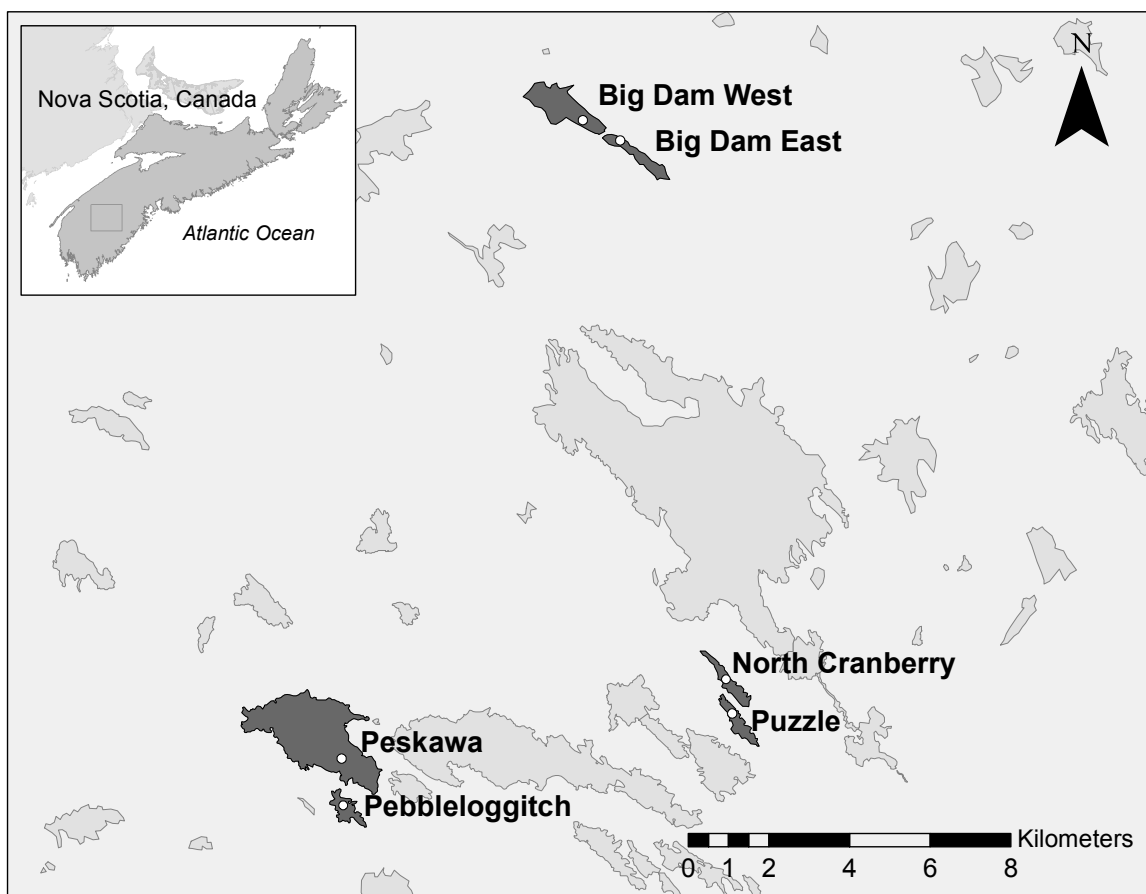 Nova Scotia, Canada
Atlantic Ocean
N
Big Dam West
Big Dam East
North Cranberry
Puzzle
Peskawa
Pebbleloggitch
Kilometers
0 1 2 4 6 8